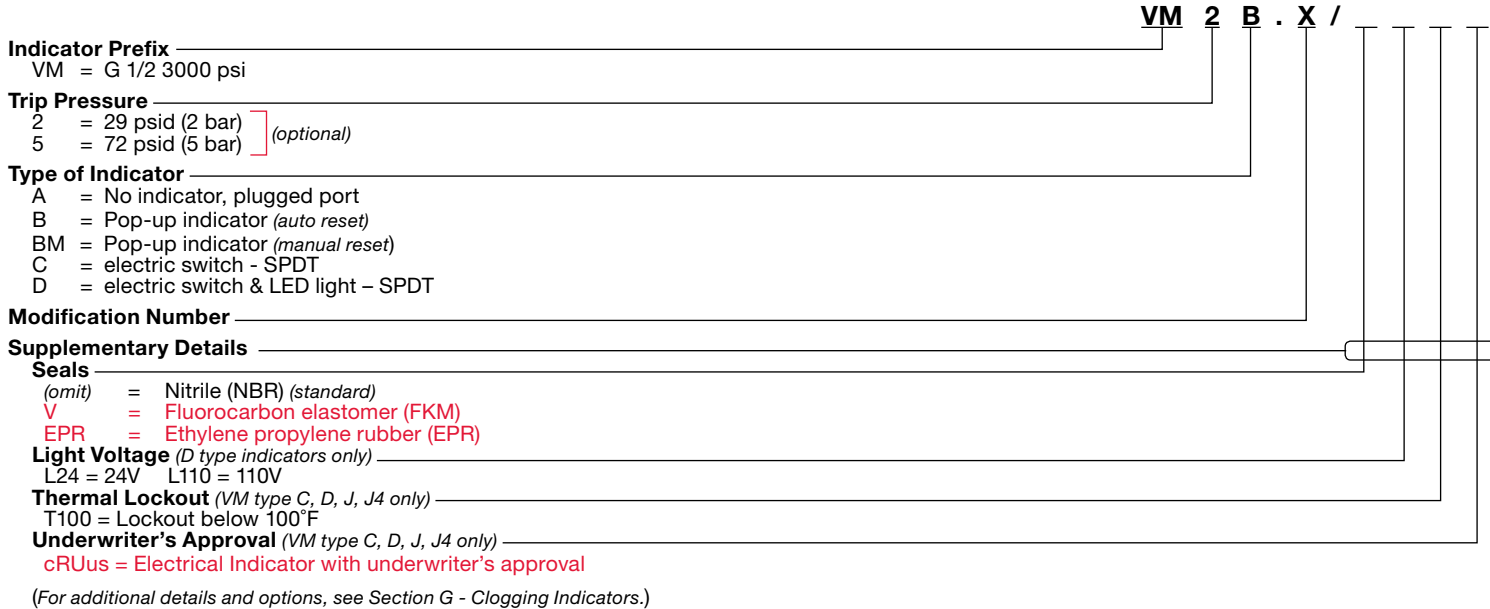 VM 2 B . X / _ _ _ _
Indicator Prefix
VM = G 1/2 3000 psi
Trip Pressure
2 = 29 psid (2 bar)
5 = 72 psid (5 bar)
(optional)
Type of Indicator
A = No indicator, plugged port
B = Pop-up indicator (auto reset)
BM = Pop-up indicator (manual reset)
C = electric switch - SPDT
D = electric switch & LED light – SPDT
Modification Number
Supplementary Details
Seals
(omit) = Nitrile (NBR) (standard)
V = Fluorocarbon elastomer (FKM)
EPR = Ethylene propylene rubber (EPR)
Light Voltage (D type indicators only)
L24 = 24V L110 = 110V
Thermal Lockout (VM type C, D, J, J4 only)
T100 = Lockout below 100˚F
Underwriter's Approval (VM type C, D, J, J4 only)
cRUus = Electrical Indicator with underwriter's approval
(For additional details and options, see Section G - Clogging Indicators.)